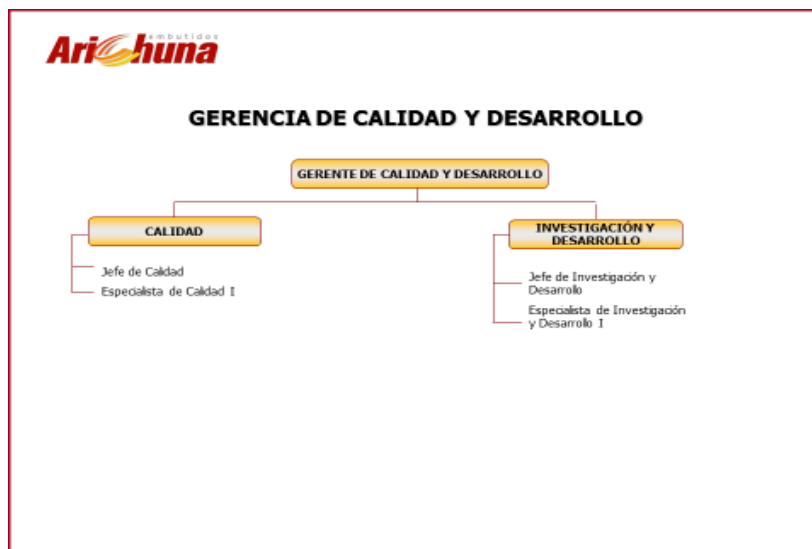 embutidos
Arichuna
GERENCIA DE CALIDAD Y DESARROLLO
GERENTE DE CALIDAD Y DESARROLLO
CALIDAD
Jefe de Calidad
Especialista de Calidad I
INVESTIGACIÓN Y
DESARROLLO
Jefe de Investigación y
Desarrollo
Especialista de Investigación
y Desarrollo I